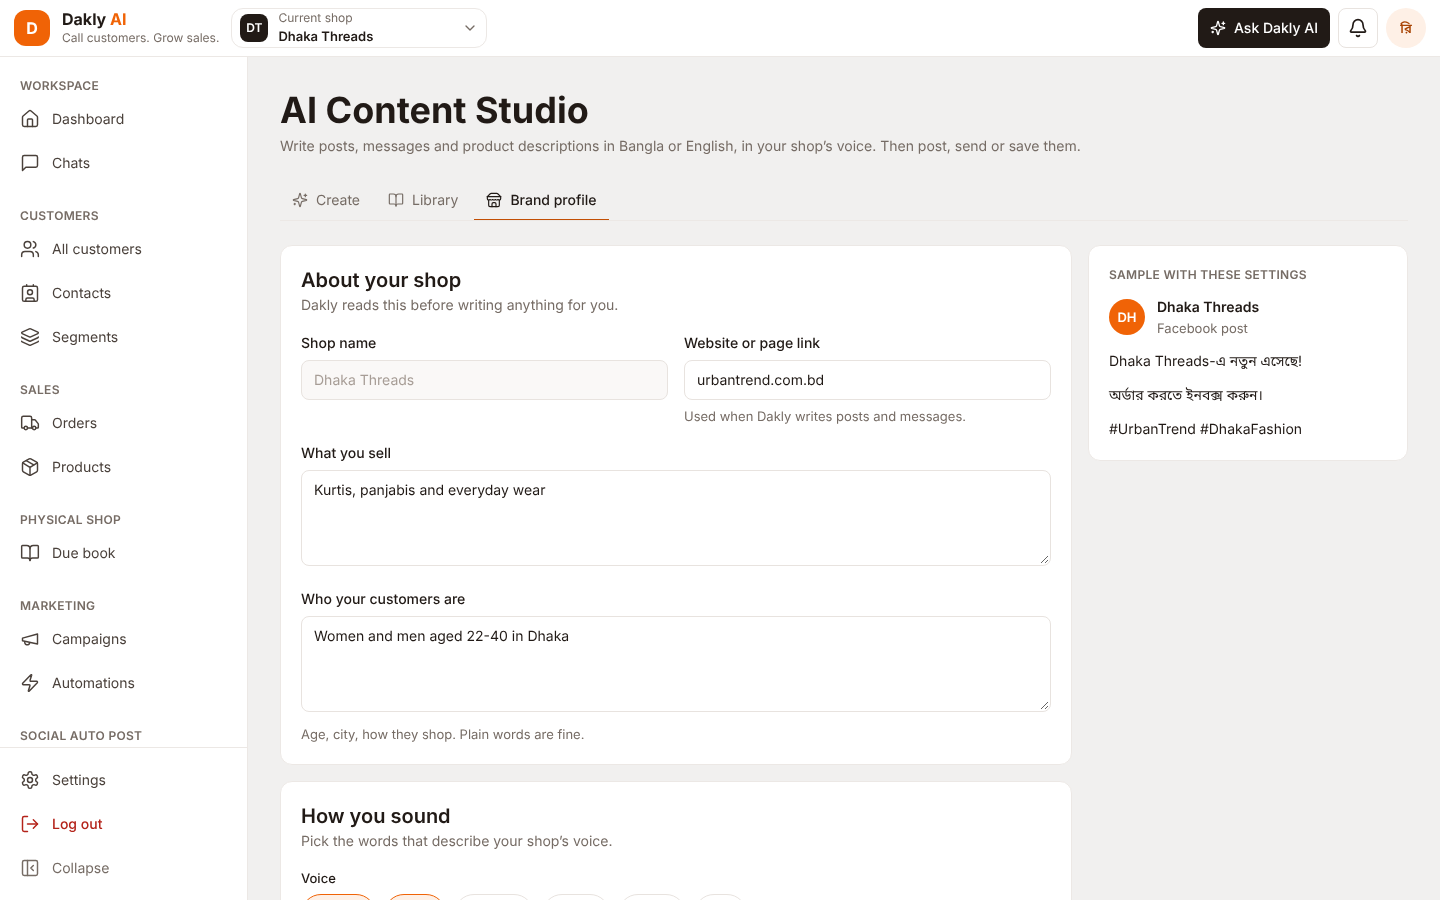 D
Dakly AI
Call customers. Grow sales.
DT
Current shop
Dhaka Threads
Ask Dakly AI
রি
WORKSPACE
Dashboard
Chats
CUSTOMERS
All customers
Contacts
Segments
SALES
Orders
Products
PHYSICAL SHOP
Due book
MARKETING
Campaigns
Automations
SOCIAL AUTO POST
Settings
Log out
Collapse
AI Content Studio
Write posts, messages and product descriptions in Bangla or English, in your shop’s voice. Then post, send or save them.
Create
Library
Brand profile
About your shop
Dakly reads this before writing anything for you.
Shop name
Dhaka Threads
Website or page link
urbantrend.com.bd
Used when Dakly writes posts and messages.
What you sell
Kurtis, panjabis and everyday wear
Who your customers are
Women and men aged 22-40 in Dhaka
Age, city, how they shop. Plain words are fine.
How you sound
Pick the words that describe your shop’s voice.
Voice
SAMPLE WITH THESE SETTINGS
DH
Dhaka Threads
Facebook post
Dhaka Threads-এ নতুন এসেছে!
অর্ডার করতে ইনবক্স করুন।
#UrbanTrend #DhakaFashion